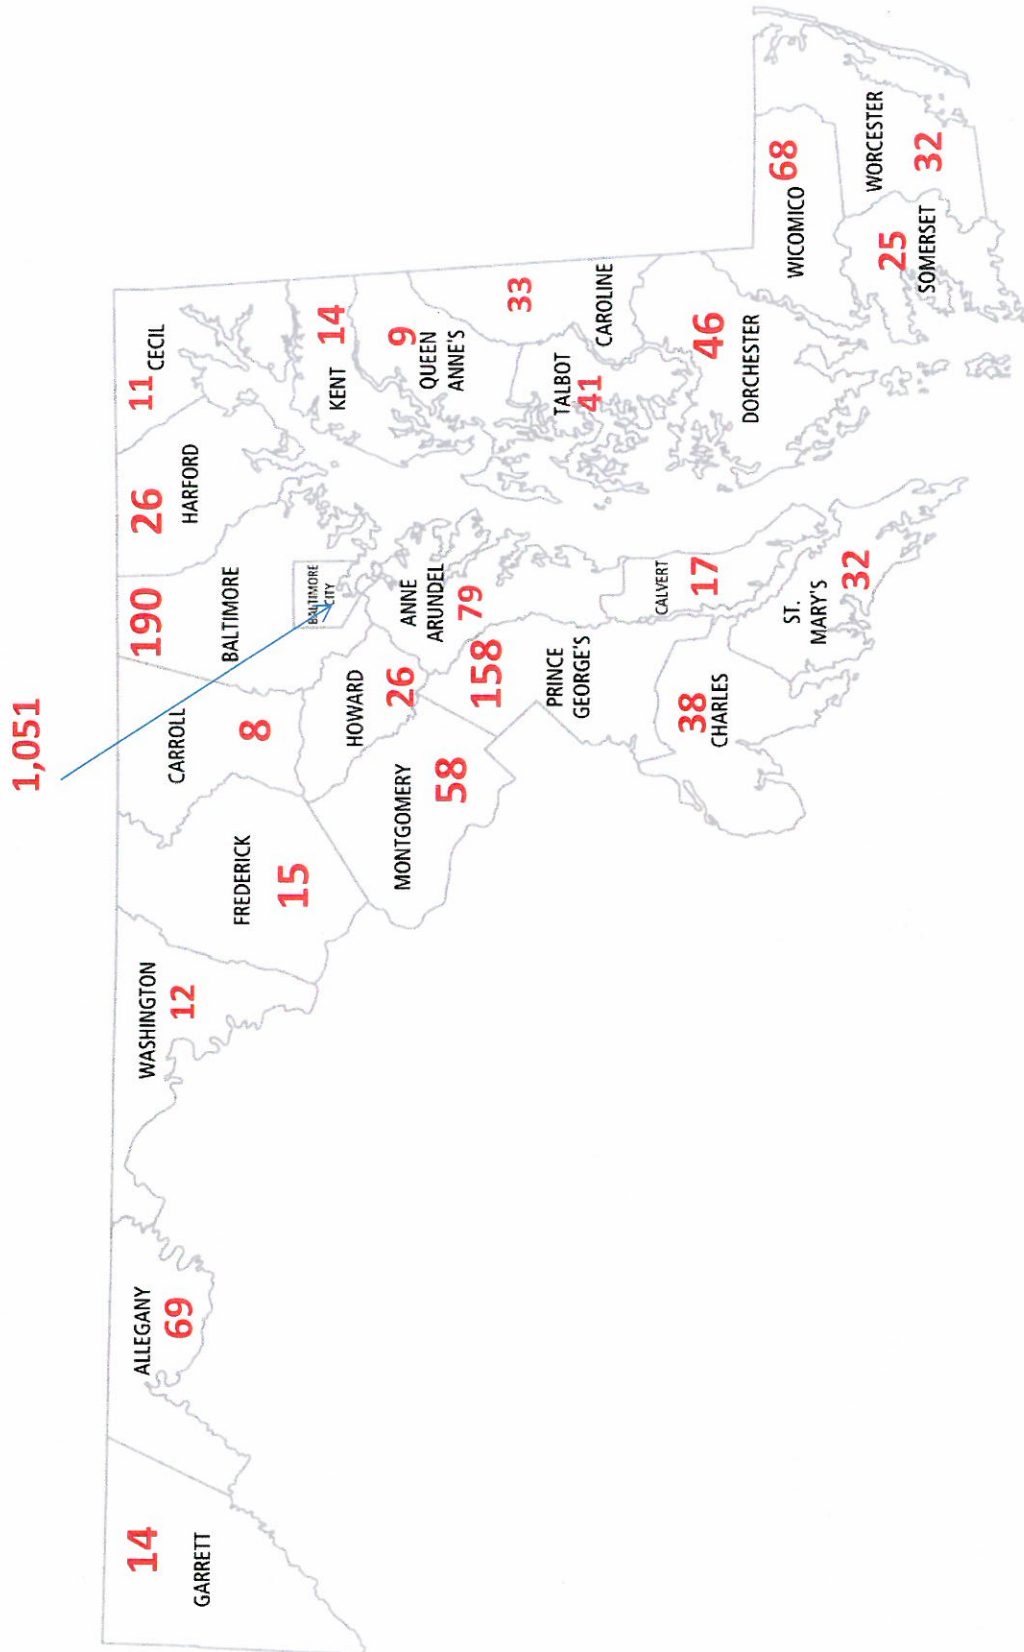 1,051
14
GARRETT
ALLEGANY
69
WASHINGTON
12
FREDERICK
15
CARROLL
8
190
BALTIMORE
BALTIMORE
CITY
26
HARFORD
11
CECIL
MONTGOMERY
58
HOWARD
26
ANNE
ARUNDEL
79
158
PRINCE
GEORGE'S
KENT
14
9
QUEEN
ANNE'S
33
CAROLINE
TALBOT
41
46
DORCHESTER
CALVERT
17
38
CHARLES
ST.
MARY'S
32
WICOMICO
68
WORCESTER
32
25
SOMERSET